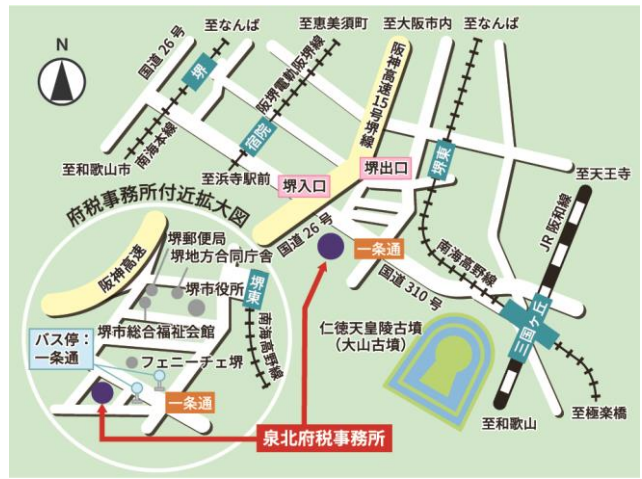 N
国道26号
至なんば
堺
南海本線
至和歌山市
至恵美須町
阪堺電軌阪堺線
宿院
至浜寺駅前
至大阪市内
阪神高速15号堺線
堺入口
堺出口
至なんば
堺東
至天王寺
JR阪和線
国道26号
一条通
国道310号
南海高野線
三国ヶ丘
仁徳天皇陵古墳
(大山古墳)
至和歌山
至極楽橋
府税事務所付近拡大図
阪神高速
堺郵便局
堺地方合同庁舎
堺市役所
堺東
南海高野線
堺市総合福祉会館
バス停:
一条通
フェニーチェ堺
一条通
泉北府税事務所